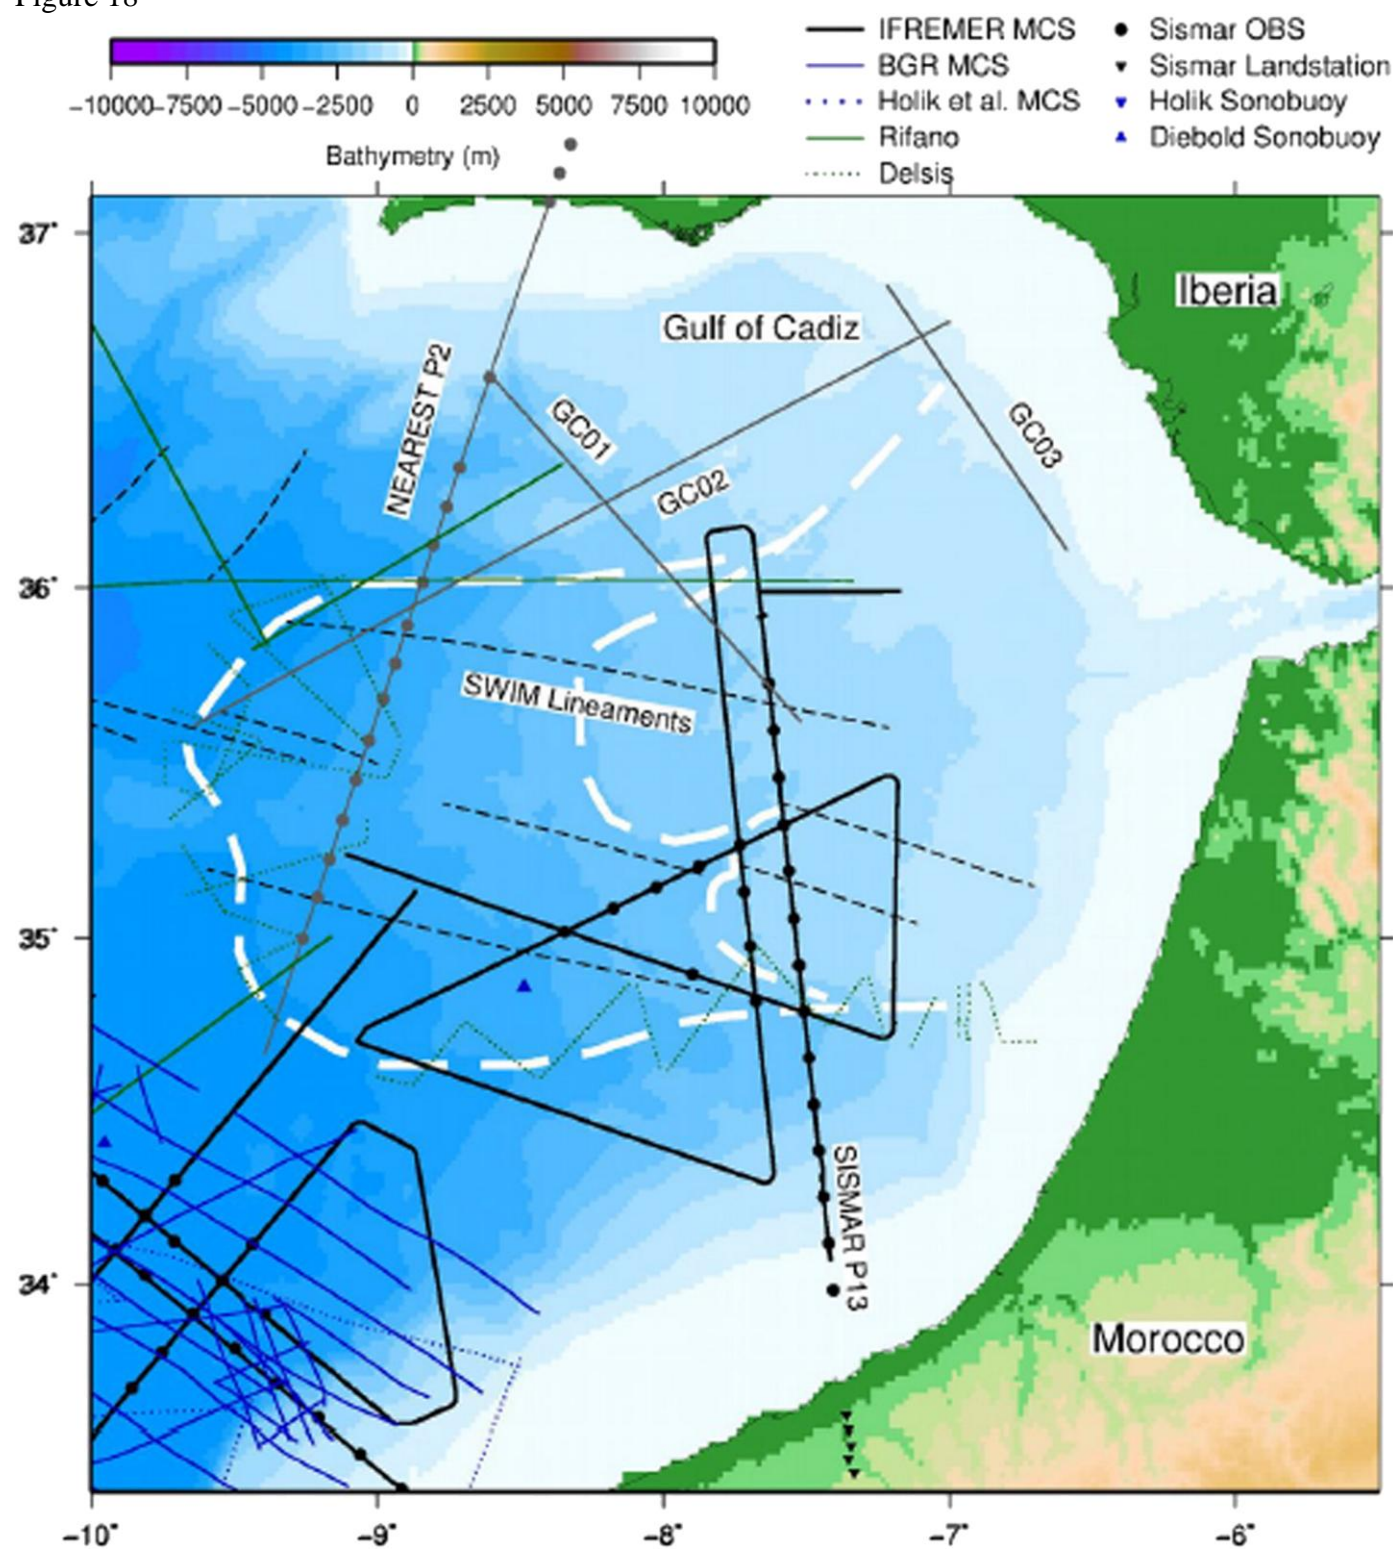 Figure 18
IFREMER MCS
Sismar OBS
BGR MCS
Sismar Landstation
Holik et al. MCS
Holik Sonobuoy
Rifano
Diebold Sonobuoy
Delsis
-10000 -7500 -5000 -2500 0 2500 5000 7500 10000
Bathymetry (m)
37°
Iberia
Gulf of Cadiz
NEAREST P2
GC01
GC03
GC02
36°
SWIM Lineaments
35°
SISMAR P13
34°
Morocco
-10° -9° -8° -7° -6°